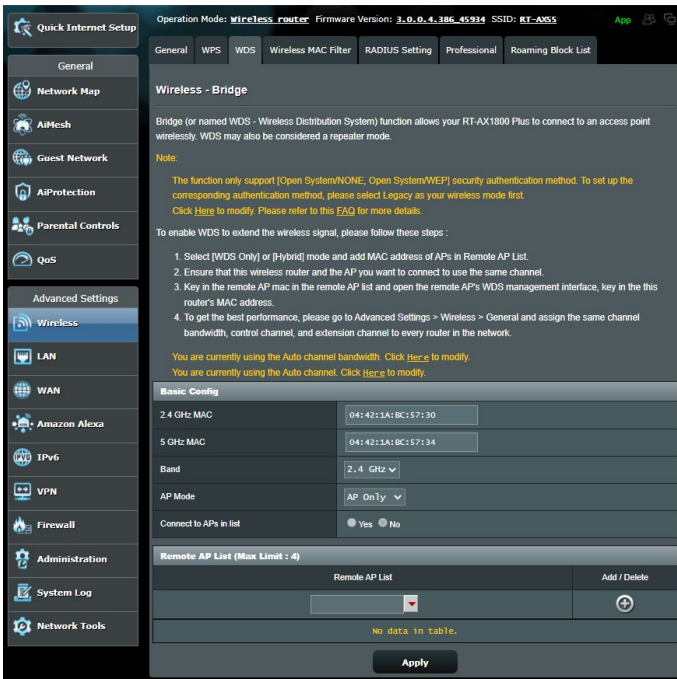 Quick Internet Setup
General
Network Map
AiMesh
Guest Network
AiProtection
Parental Controls
QoS
Advanced Settings
Wireless
LAN
WAN
Amazon Alexa
IPv6
VPN
Firewall
Administration
System Log
Network Tools
Operation Mode: Wireless router Firmware Version: 3.0.0.4.386_45934 SSID: RT-AX55 App
General WPS WDS Wireless MAC Filter RADIUS Setting Professional Roaming Block List
Wireless - Bridge
Bridge (or named WDS - Wireless Distribution System) function allows your RT-AX1800 Plus to connect to an access point
wirelessly. WDS may also be considered a repeater mode.
Note:
The function only support [Open System/NONE, Open System/WEP] security authentication method. To set up the
corresponding authentication method, please select Legacy as your wireless mode first.
Click Here to modify. Please refer to this FAQ for more details.
To enable WDS to extend the wireless signal, please follow these steps :
1. Select [WDS Only] or [Hybrid] mode and add MAC address of APs in Remote AP List.
2. Ensure that this wireless router and the AP you want to connect to use the same channel.
3. Key in the remote AP mac in the remote AP list and open the remote AP's WDS management interface, key in the this
router's MAC address.
4. To get the best performance, please go to Advanced Settings > Wireless > General and assign the same channel
bandwidth, control channel, and extension channel to every router in the network.
You are currently using the Auto channel bandwidth. Click Here to modify.
You are currently using the Auto channel. Click Here to modify.
Basic Config
2.4 GHz MAC 04:42:1A:BC:57:30
5 GHz MAC 04:42:1A:BC:57:34
Band 2.4 GHz
AP Mode AP Only
Connect to APs in list Yes No
Remote AP List (Max Limit : 4)
Remote AP List Add / Delete
No data in table.
Apply